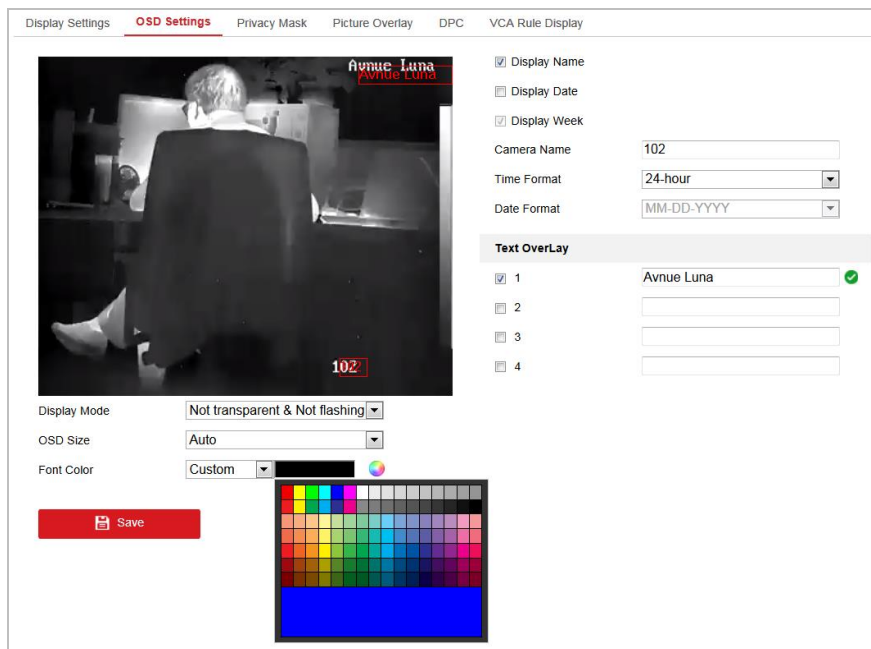 Display Settings OSD Settings Privacy Mask Picture Overlay DPC VCA Rule Display
Avnue Luna
Avnue Luna
102
Display Mode Not transparent & Not flashing
OSD Size Auto
Font Color Custom
Save
Display Name
Display Date
Display Week
Camera Name 102
Time Format 24-hour
Date Format MM-DD-YYYY
Text OverLay
1 Avnue Luna
2
3
4